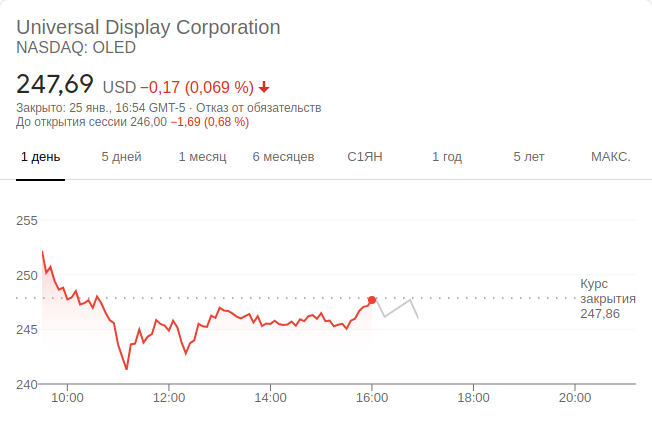 Universal Display Corporation
NASDAQ: OLED
247,69 USD −0,17 (0,069 %)
Закрыто: 25 янв., 16:54 GMT-5 · Отказ от обязательств
До открытия сессии 246,00 −1,69 (0,68 %)
1 день 5 дней 1 месяц 6 месяцев С1ЯН 1 год 5 лет МАКС.
255
250
245
240
Курс
закрытия
247,86
10:00 12:00 14:00 16:00 18:00 20:00